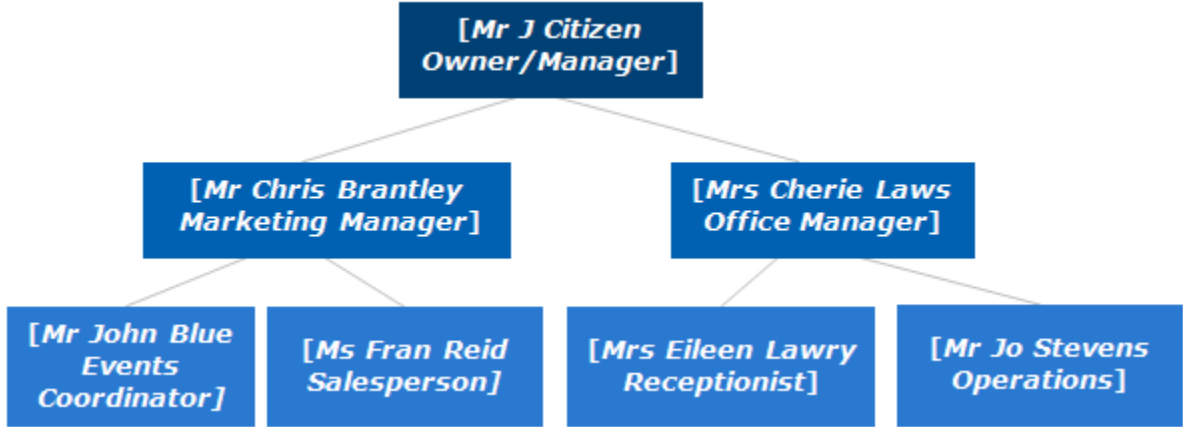 [Mr J Citizen
Owner/Manager]
[Mr Chris Brantley
Marketing Manager]
[Mrs Cherie Laws
Office Manager]
[Mr John Blue
Events
Coordinator]
[Ms Fran Reid
Salesperson]
[Mrs Eileen Lawry
Receptionist]
[Mr Jo Stevens
Operations]